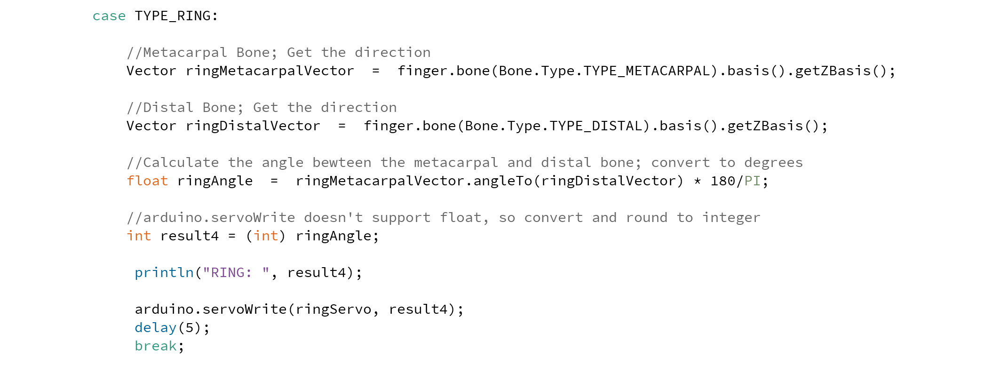 case TYPE_RING:
//Metacarpal Bone; Get the direction
Vector ringMetacarpalVector  =  finger.bone(Bone.Type.TYPE_METACARPAL).basis().getZBasis();
//Distal Bone; Get the direction
Vector ringDistalVector  =  finger.bone(Bone.Type.TYPE_DISTAL).basis().getZBasis();
//Calculate the angle bewteen the metacarpal and distal bone; convert to degrees
float ringAngle  =  ringMetacarpalVector.angleTo(ringDistalVector) * 180/PI;
//arduino.servoWrite doesn't support float, so convert and round to integer
int result4 = (int) ringAngle;
println("RING: ", result4);
arduino.servoWrite(ringServo, result4);
delay(5);
break;